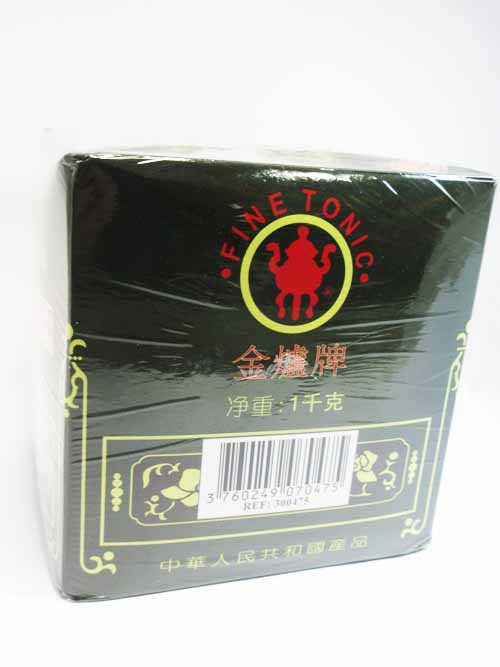 ·FINE TONIC·
®
金爐牌
净重:1千克
3 760249 070475
REF: 300475
中華人民共和國産品